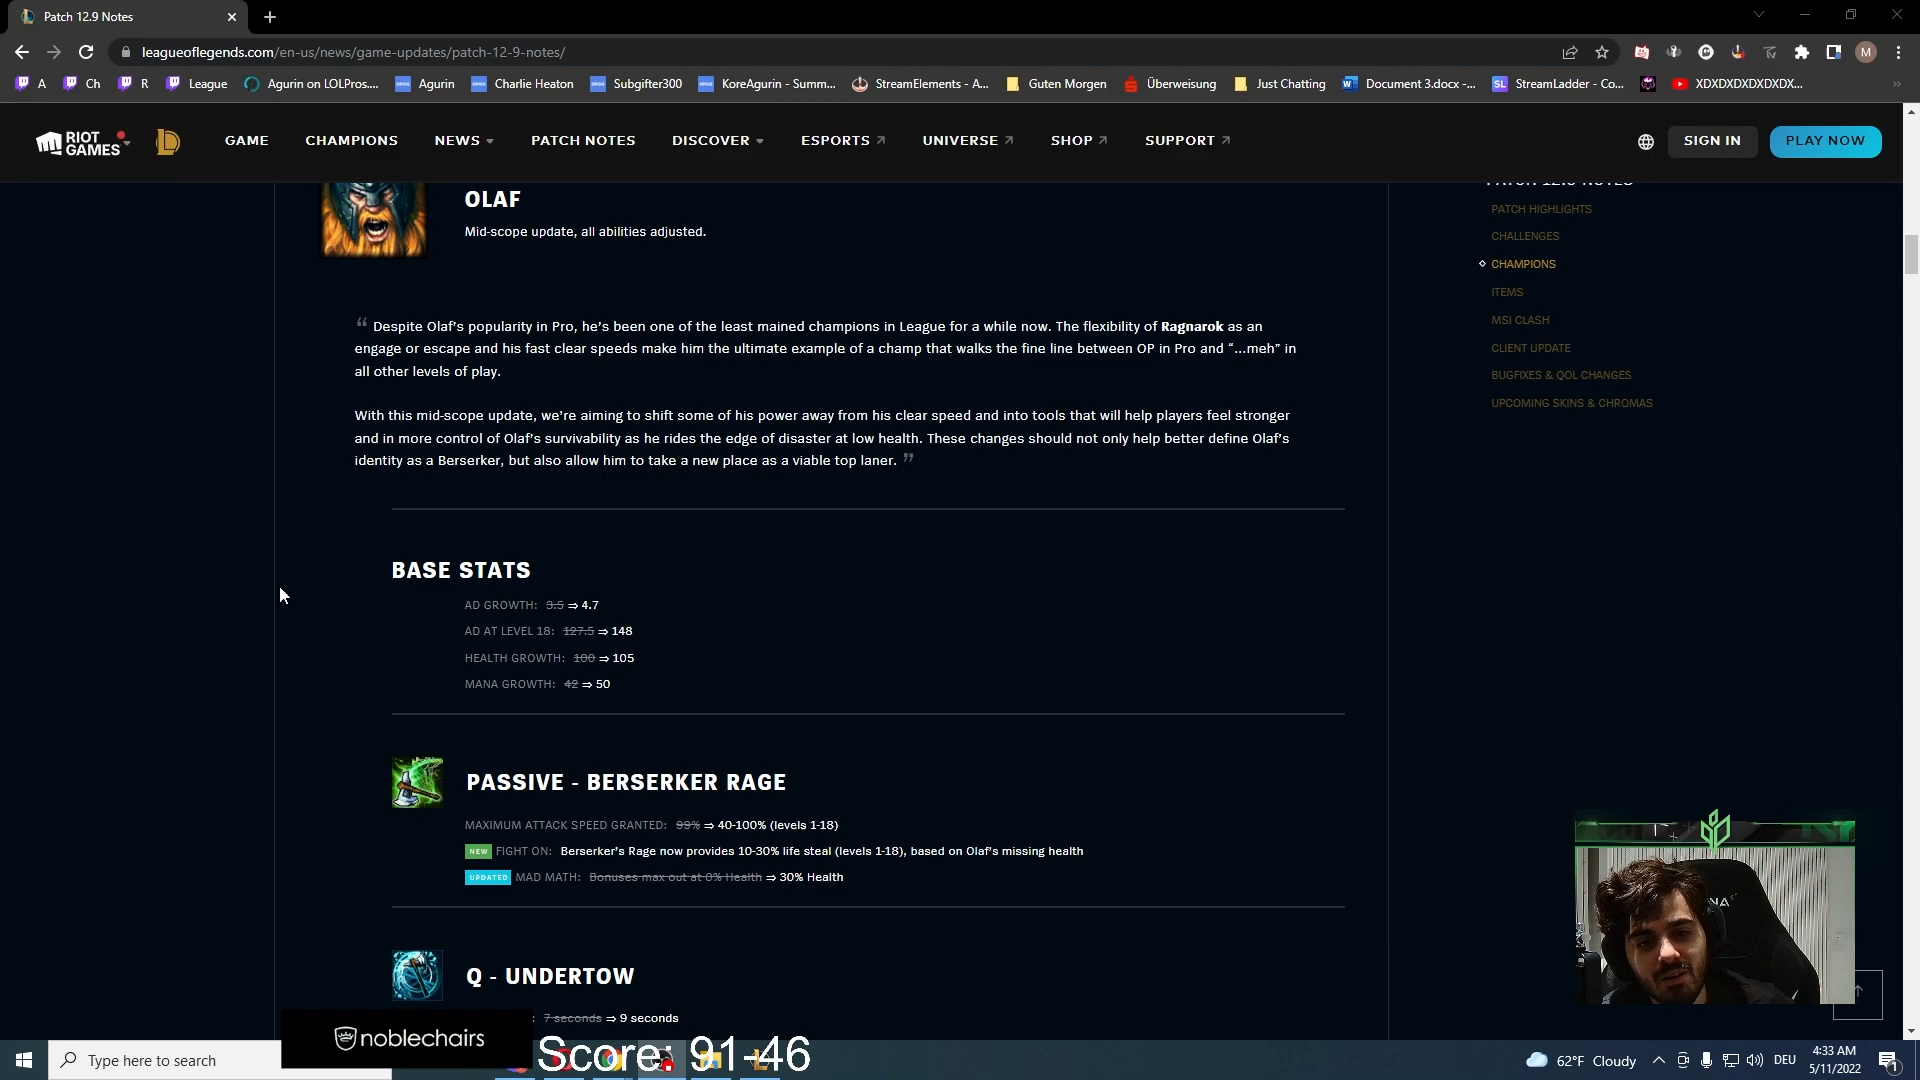 Patch 12.9 Notes
leagueoflegends.com/en-us/news/game-updates/patch-12-9-notes/
M
A
Ch
R
League
Agurin on LOLPros....
Agurin
Charlie Heaton
Subgifter300
KoreAgurin - Summ...
StreamElements - A...
Guten Morgen
Überweisung
Just Chatting
Document 3.docx -...
SL StreamLadder - Co...
XDXDXDXDXDXDX...
RIOT GAMES
GAME
CHAMPIONS
NEWS
PATCH NOTES
DISCOVER
ESPORTS
UNIVERSE
SHOP
SUPPORT
SIGN IN
PLAY NOW
OLAF
Mid-scope update, all abilities adjusted.
“ Despite Olaf’s popularity in Pro, he’s been one of the least mained champions in League for a while now. The flexibility of Ragnarok as an
engage or escape and his fast clear speeds make him the ultimate example of a champ that walks the fine line between OP in Pro and “...meh” in
all other levels of play.
With this mid-scope update, we’re aiming to shift some of his power away from his clear speed and into tools that will help players feel stronger
and in more control of Olaf’s survivability as he rides the edge of disaster at low health. These changes should not only help better define Olaf’s
identity as a Berserker, but also allow him to take a new place as a viable top laner. ”
BASE STATS
AD GROWTH: 3.5 ⇒ 4.7
AD AT LEVEL 18: 127.5 ⇒ 148
HEALTH GROWTH: 100 ⇒ 105
MANA GROWTH: 42 ⇒ 50
PASSIVE - BERSERKER RAGE
MAXIMUM ATTACK SPEED GRANTED: 99% ⇒ 40-100% (levels 1-18)
NEW FIGHT ON: Berserker’s Rage now provides 10-30% life steal (levels 1-18), based on Olaf’s missing health
UPDATED MAD MATH: Bonuses max out at 0% Health ⇒ 30% Health
Q - UNDERTOW
: 7 seconds ⇒ 9 seconds
PATCH 12.9 NOTES
PATCH HIGHLIGHTS
CHALLENGES
CHAMPIONS
ITEMS
MSI CLASH
CLIENT UPDATE
BUGFIXES & QOL CHANGES
UPCOMING SKINS & CHROMAS
noblechairs
Score: 91-46
Type here to search
62°F Cloudy
DEU
4:33 AM
5/11/2022
1